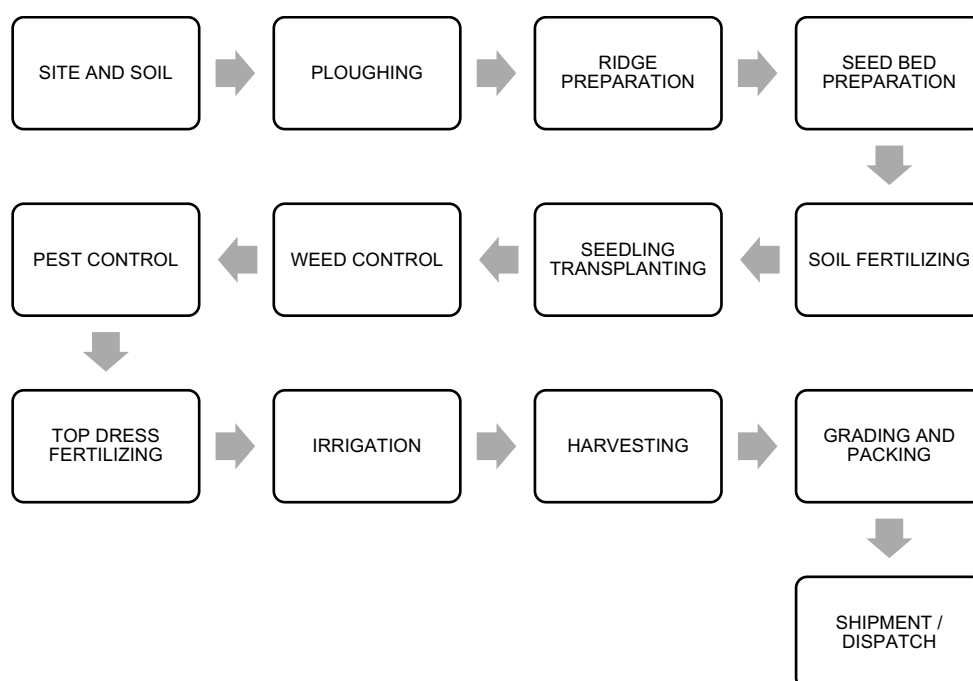 SITE AND SOIL
PLOUGHING
RIDGE
PREPARATION
SEED BED
PREPARATION
SOIL FERTILIZING
SEEDLING
TRANSPLANTING
WEED CONTROL
PEST CONTROL
TOP DRESS
FERTILIZING
IRRIGATION
HARVESTING
GRADING AND
PACKING
SHIPMENT /
DISPATCH